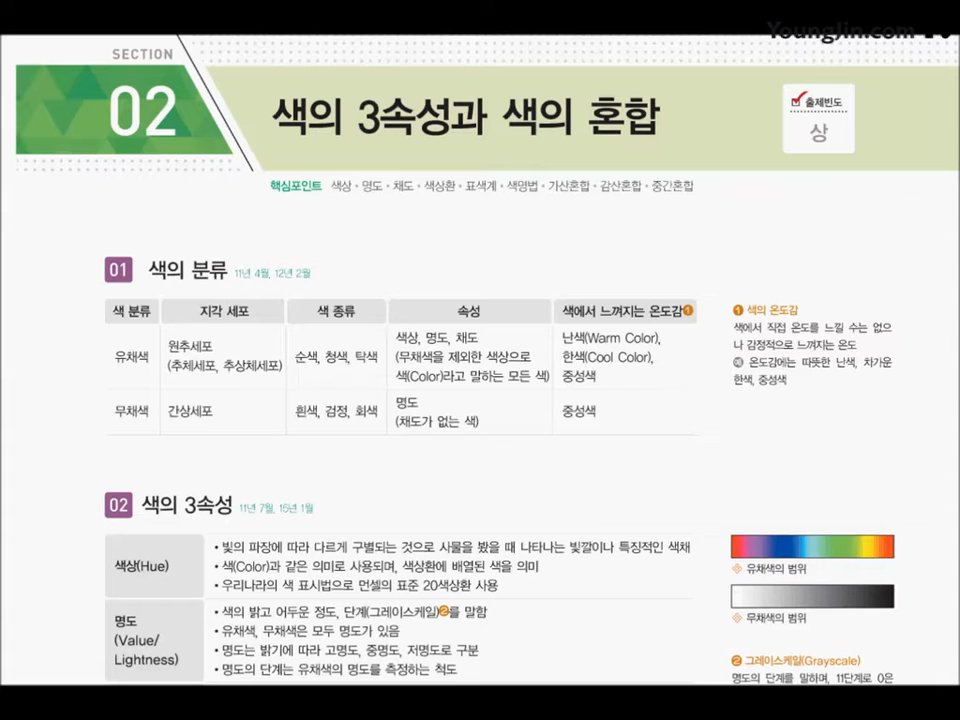 YoungJin.com
SECTION
02
색의 3속성과 색의 혼합
출제빈도
상
핵심포인트 색상 • 명도 • 채도 • 색상환 • 표색계 • 색명법 • 가산혼합 • 감산혼합 • 중간혼합
01 색의 분류 11년 4월, 12년 2월
색 분류 지각 세포 색 종류 속성 색에서 느껴지는 온도감❶
유채색
원추세포
(추체세포, 추상체세포)
순색, 청색, 탁색
색상, 명도, 채도
(무채색을 제외한 색상으로
색(Color)라고 말하는 모든 색)
난색(Warm Color),
한색(Cool Color),
중성색
무채색
간상세포
흰색, 검정, 회색
명도
(채도가 없는 색)
중성색
❶ 색의 온도감
색에서 직접 온도를 느낄 수는 없으
나 감정적으로 느껴지는 온도
예 온도감에는 따뜻한 난색, 차가운
한색, 중성색
02 색의 3속성 11년 7월, 15년 1월
색상(Hue)
• 빛의 파장에 따라 다르게 구별되는 것으로 사물을 봤을 때 나타나는 빛깔이나 특징적인 색채
• 색(Color)과 같은 의미로 사용되며, 색상환에 배열된 색을 의미
• 우리나라의 색 표시법으로 먼셀의 표준 20색상환 사용
명도
(Value/
Lightness)
• 색의 밝고 어두운 정도, 단계(그레이스케일)❷를 말함
• 유채색, 무채색은 모두 명도가 있음
• 명도는 밝기에 따라 고명도, 중명도, 저명도로 구분
• 명도의 단계는 유채색의 명도를 측정하는 척도
유채색의 범위
무채색의 범위
❷ 그레이스케일(Grayscale)
명도의 단계를 말하며, 11단계로 0은